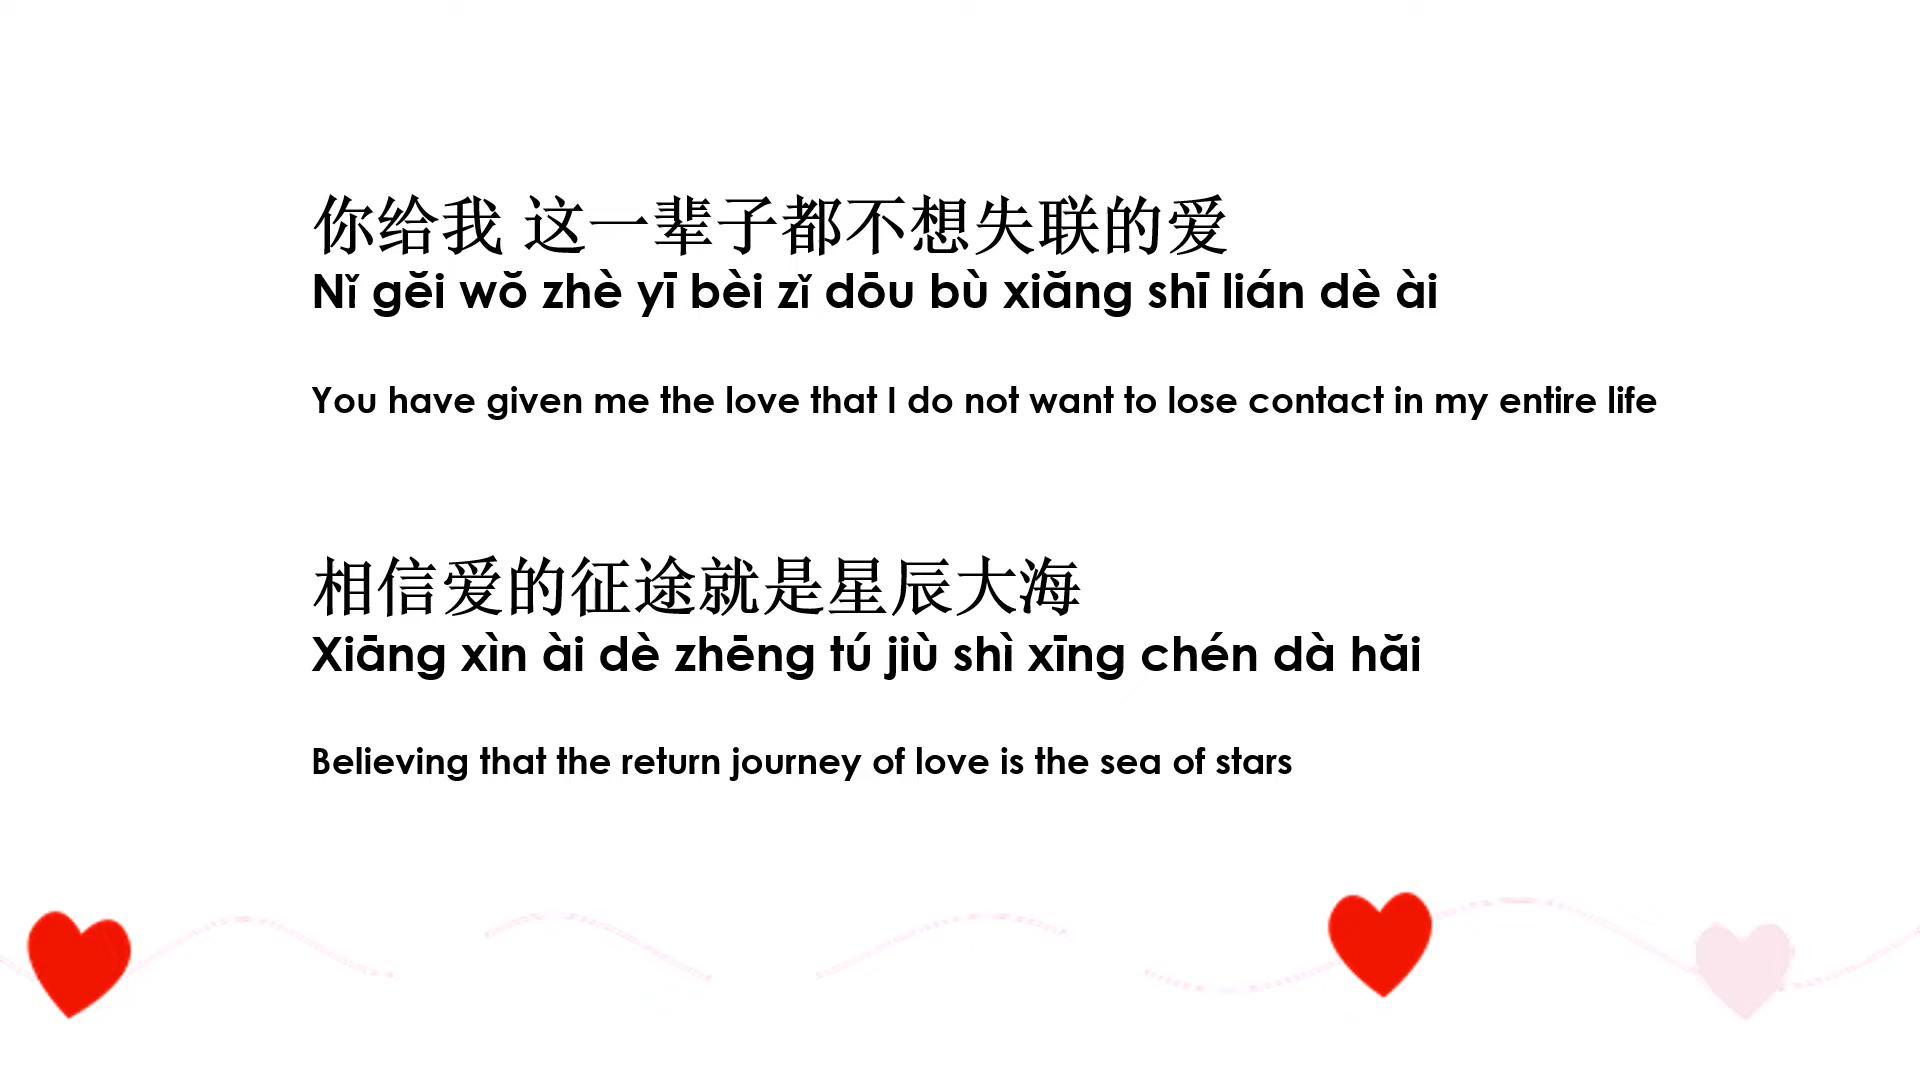 你给我 这一辈子都不想失联的爱
Nǐ gĕi wŏ zhè yī bèi zǐ dōu bù xiăng shī lián dè ài
You have given me the love that I do not want to lose contact in my entire life
相信爱的征途就是星辰大海
Xiāng xìn ài dè zhēng tú jiù shì xīng chén dà hăi
Believing that the return journey of love is the sea of stars